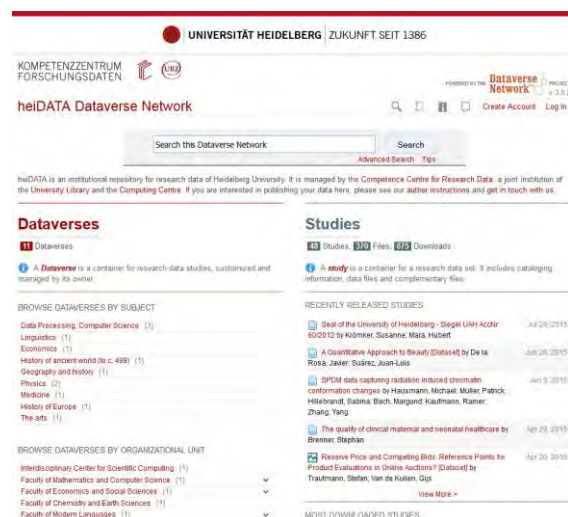 UNIVERSITÄT HEIDELBERG ZUKUNFT SEIT 1386
KOMPETENZZENTRUM
FORSCHUNGSDATEN
URZ
POWERED BY THE Dataverse Network PROJECT
heiDATA Dataverse Network
Create Account Log In
Search this Dataverse Network Search
Advanced Search Tips
heiDATA is an institutional repository for research data of Heidelberg University. It is managed by the Competence Centre for Research Data, a joint institution of
the University Library and the Computing Centre. If you are interested in publishing your data here, please see our author instructions and get in touch with us.
Dataverses
11 Dataverses
A Dataverse is a container for research data studies, customized and
managed by its owner.
BROWSE DATAVERSES BY SUBJECT
Data Processing, Computer Science (3)
Linguistics (1)
Economics (1)
History of ancient world (to c. 499) (1)
Geography and history (1)
Physics (2)
Medicine (1)
History of Europe (1)
The arts (1)
BROWSE DATAVERSES BY ORGANIZATIONAL UNIT
Interdisciplinary Center for Scientific Computing (1)
Faculty of Mathematics and Computer Science (1)
Faculty of Economics and Social Sciences (1)
Faculty of Chemistry and Earth Sciences (1)
Faculty of Modern Languages (1)
Studies
48 Studies, 370 Files, 875 Downloads
A study is a container for a research data set. It includes cataloging
information, data files and complementary files.
RECENTLY RELEASED STUDIES
Seal of the University of Heidelberg - Siegel UAH AccNr
60/2012 by Krömker, Susanne; Mara, Hubert
Jul 29, 2015
A Quantitative Approach to Beauty [Dataset] by De la
Rosa, Javier; Suárez, Juan-Luis
2015
SPDM data capturing radiation induced chromatin
conformation changes by Hausmann, Michael; Müller, Patrick;
Hillebrandt, Sabina; Bach, Margund; Kaufmann, Rainer;
Zhang, Yang
2015
The quality of clinical maternal and neonatal healthcare by
Brenner, Stephan
2015
Reserve Price and Competing Bids: Reference Points for
Product Evaluations in Online Auctions? [Dataset] by
Trautmann, Stefan; Van de Kuilen, Gijs
Apr 20, 2015
View More »
MOST DOWNLOADED STUDIES